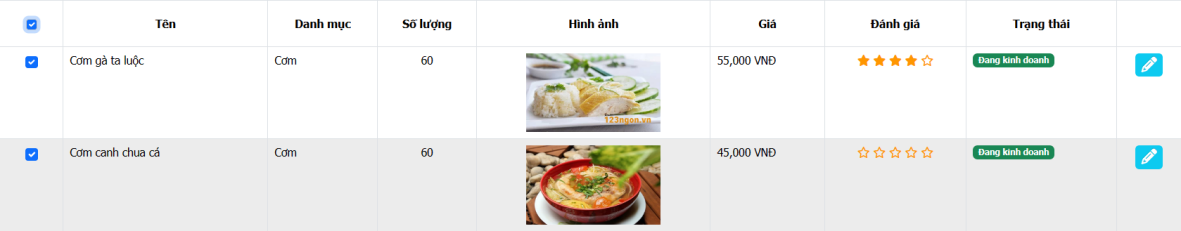 Tên Danh mục Số lượng Hình ảnh Giá Đánh giá Trạng thái
Cơm gà ta luộc Cơm 60 55,000 VNĐ Đang kinh doanh
123ngon.vn
Cơm canh chua cá Cơm 60 45,000 VNĐ Đang kinh doanh